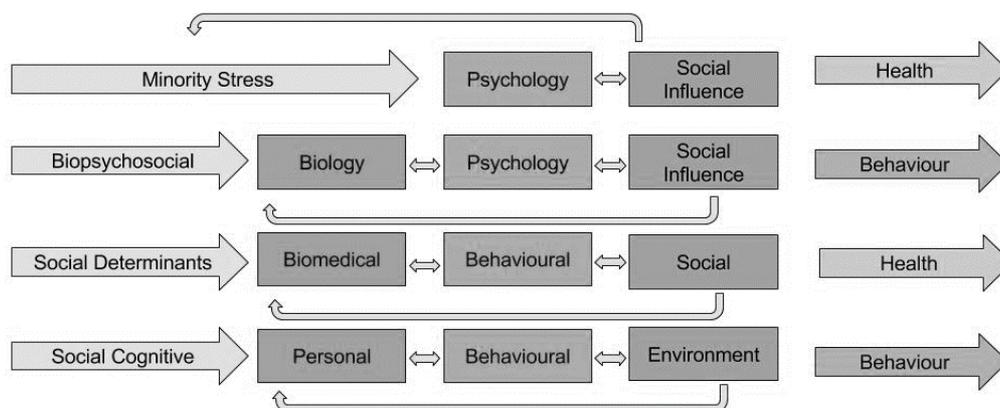 Minority Stress
Psychology
Social
Influence
Health
Biopsychosocial
Biology
Psychology
Social
Influence
Behaviour
Social Determinants
Biomedical
Behavioural
Social
Health
Social Cognitive
Personal
Behavioural
Environment
Behaviour